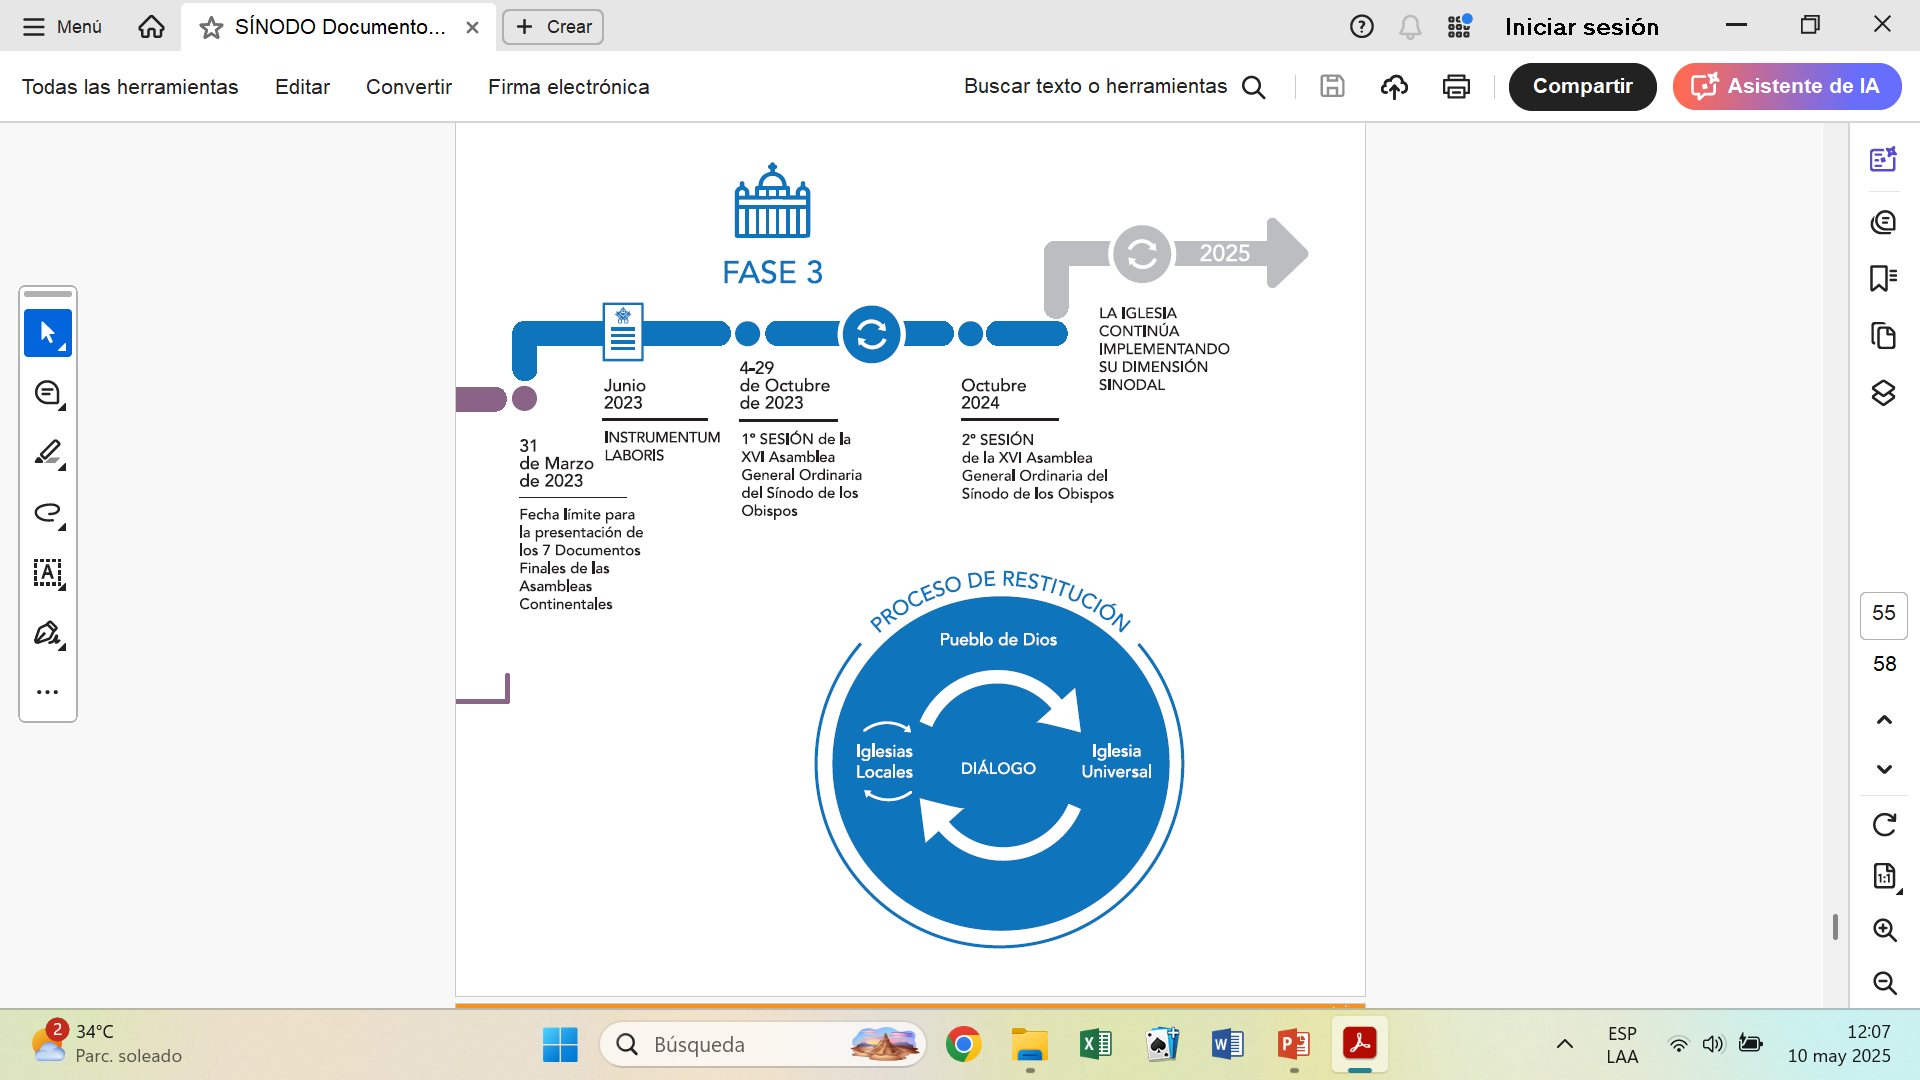 Menú
SÍNODO Documento...
Crear
Iniciar sesión
Todas las herramientas
Editar
Convertir
Firma electrónica
Buscar texto o herramientas
Compartir
Asistente de IA
FASE 3
2025
LA IGLESIA
CONTINÚA
IMPLEMENTANDO
SU DIMENSIÓN
SINODAL
31
de Marzo
de 2023
Fecha límite para
la presentación de
los 7 Documentos
Finales de las
Asambleas
Continentales
Junio
2023
INSTRUMENTUM
LABORIS
4-29
de Octubre
de 2023
1° SESIÓN de la
XVI Asamblea
General Ordinaria
del Sínodo de los
Obispos
Octubre
2024
2° SESIÓN
de la XVI Asamblea
General Ordinaria del
Sínodo de los Obispos
PROCESO DE RESTITUCIÓN
Pueblo de Dios
Iglesias
Locales
DIÁLOGO
Iglesia
Universal
A
55
58
1:1
2
34°C
Parc. soleado
Búsqueda
X
W
P
ESP
LAA
12:07
10 may 2025